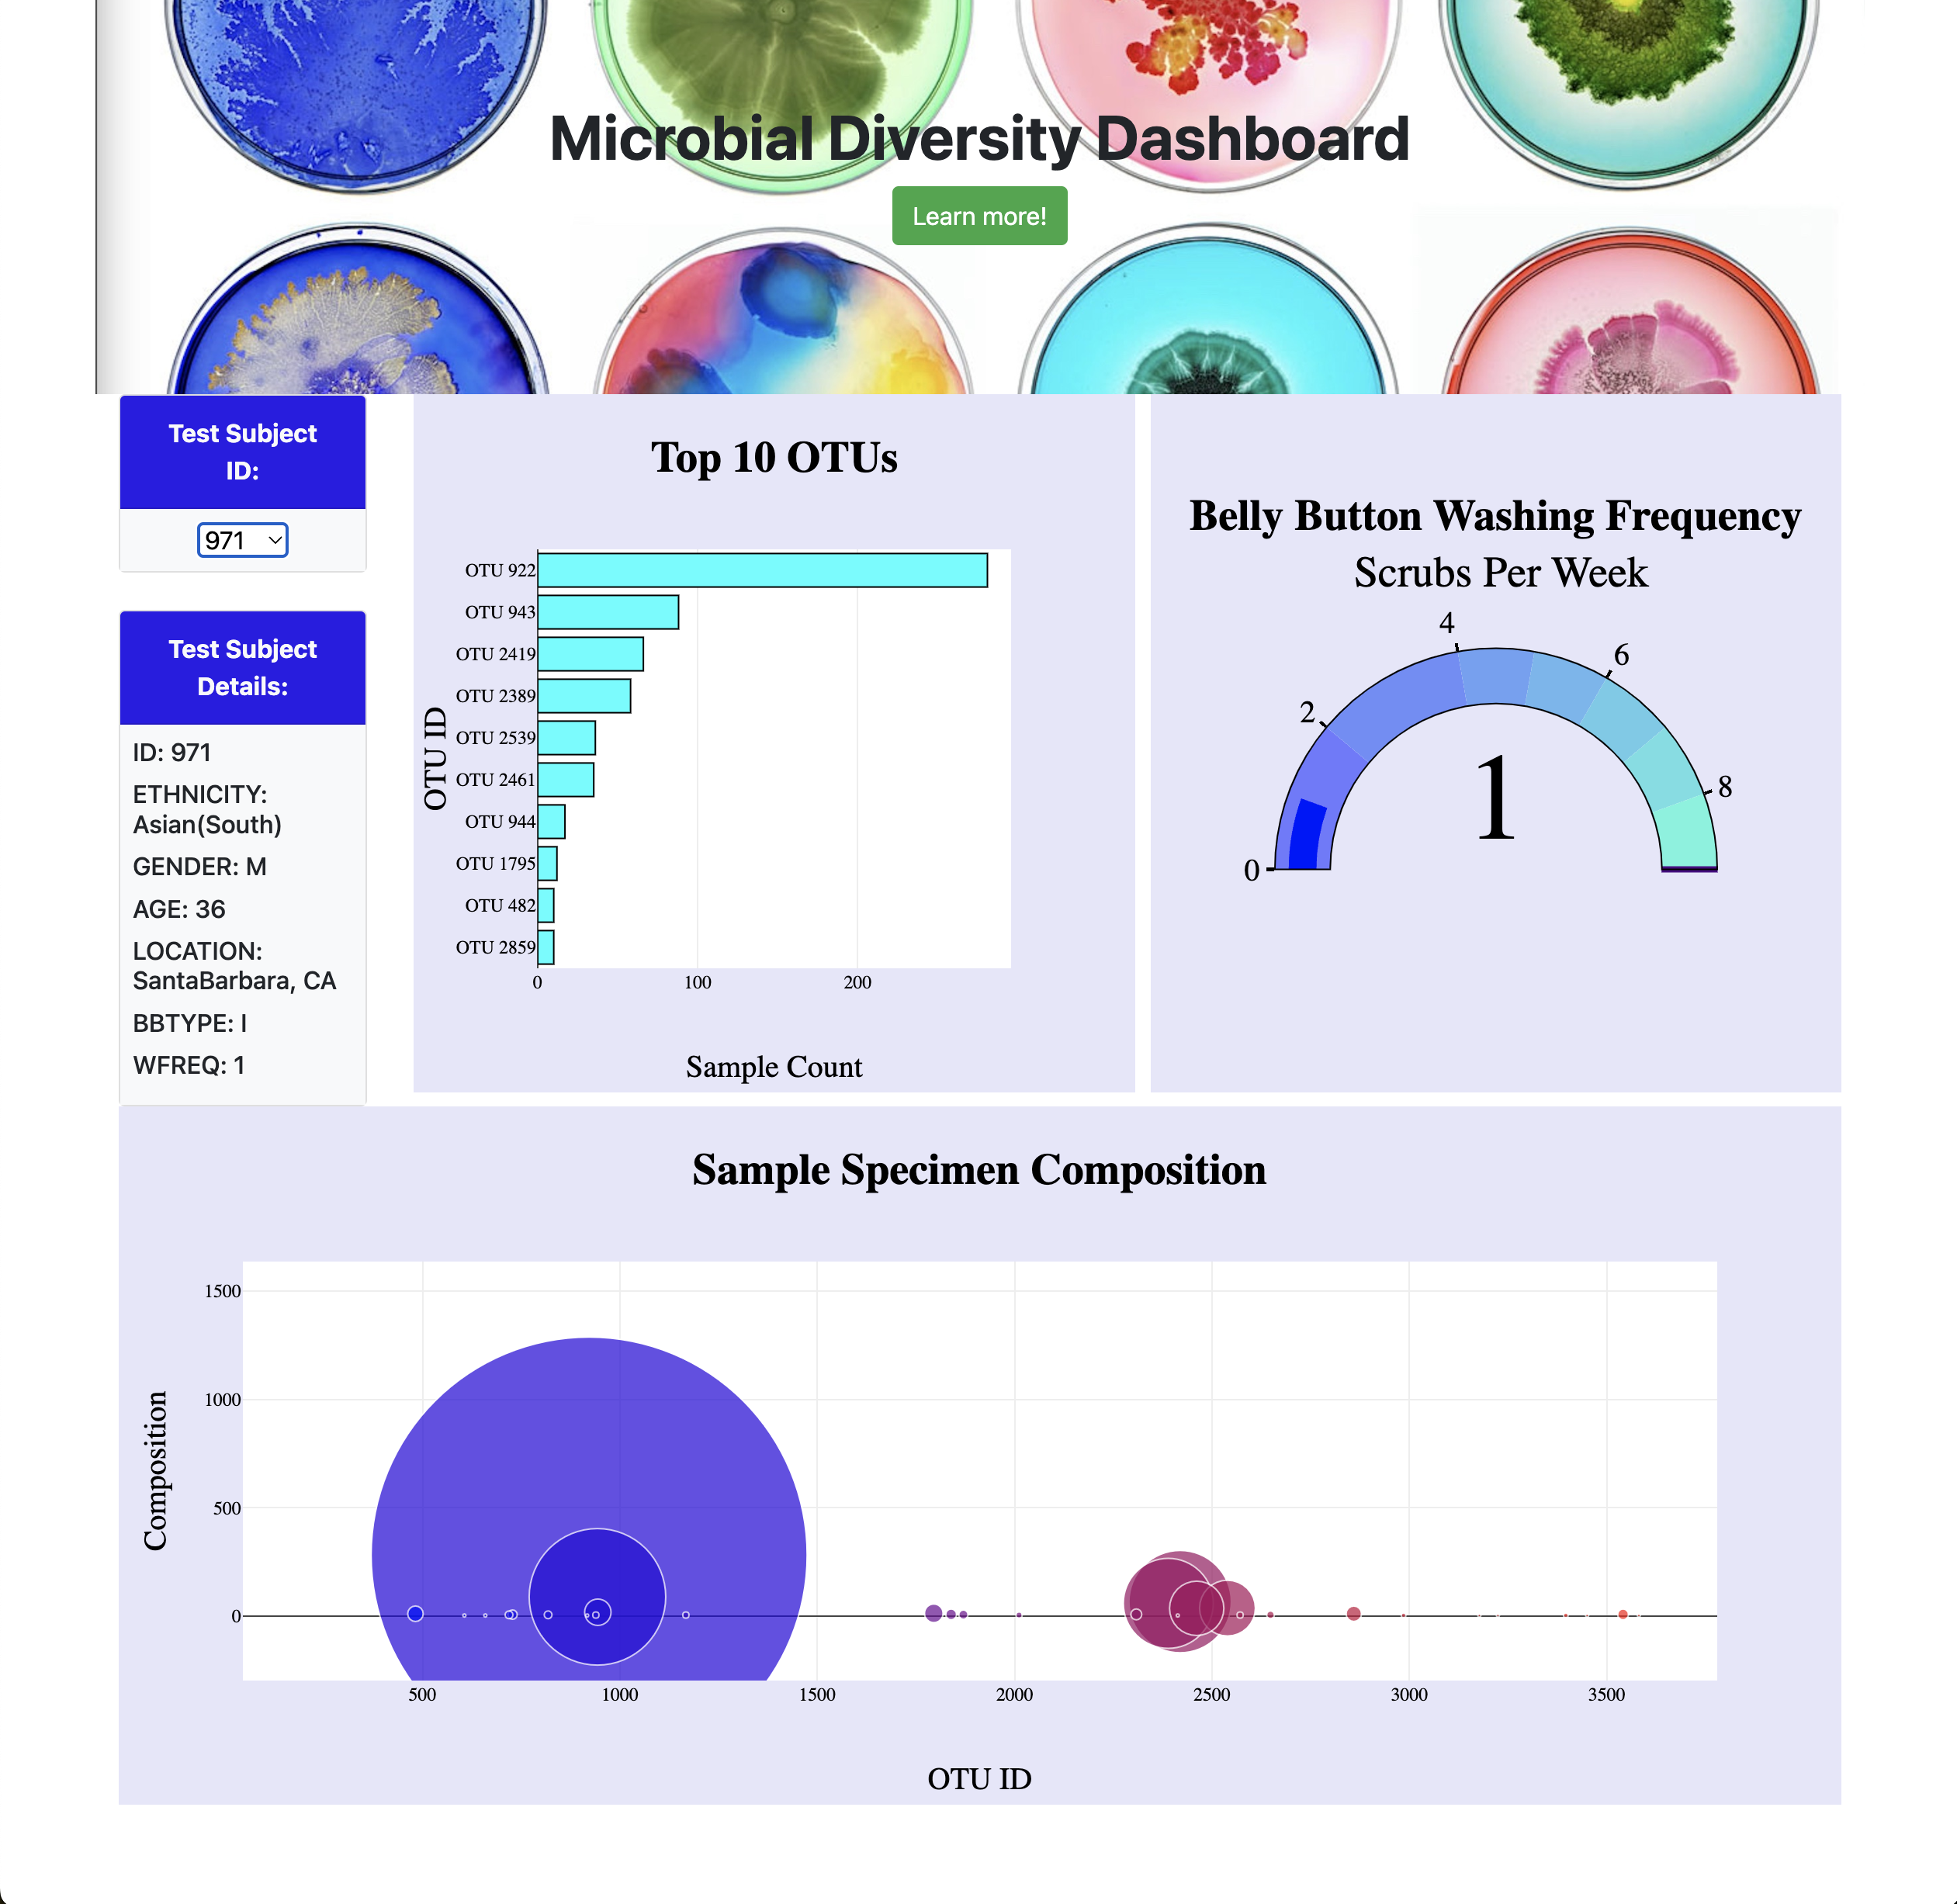 Microbial Diversity Dashboard
Learn more!
Test Subject
ID:
971
Test Subject
Details:
ID: 971
ETHNICITY:
Asian(South)
GENDER: M
AGE: 36
LOCATION:
SantaBarbara, CA
BBTYPE: I
WFREQ: 1
Top 10 OTUs
OTU ID
OTU 922
OTU 943
OTU 2419
OTU 2389
OTU 2539
OTU 2461
OTU 944
OTU 1795
OTU 482
OTU 2859
0 100 200
Sample Count
Belly Button Washing Frequency
Scrubs Per Week
0
2
4
6
8
1
Sample Specimen Composition
Composition
1500
1000
500
0
500 1000 1500 2000 2500 3000 3500
OTU ID